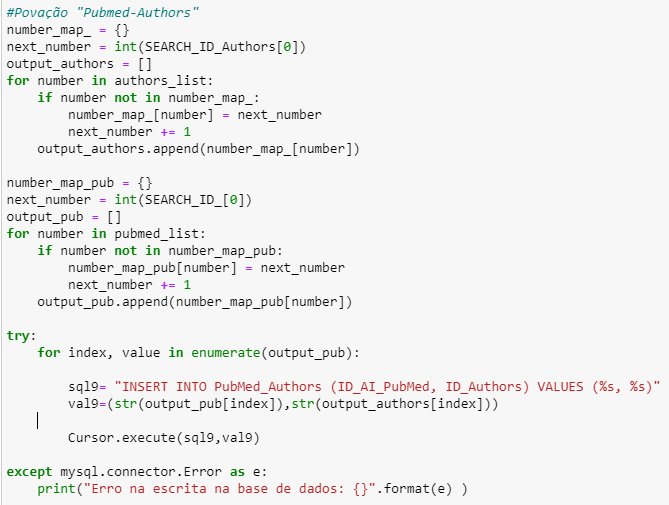 #Povação "Pubmed-Authors"
number_map_ = {}
next_number = int(SEARCH_ID_Authors[0])
output_authors = []
for number in authors_list:
    if number not in number_map_:
        number_map_[number] = next_number
        next_number += 1
    output_authors.append(number_map_[number])

number_map_pub = {}
next_number = int(SEARCH_ID_[0])
output_pub = []
for number in pubmed_list:
    if number not in number_map_pub:
        number_map_pub[number] = next_number
        next_number += 1
    output_pub.append(number_map_pub[number])

try:
    for index, value in enumerate(output_pub):

        sql9= "INSERT INTO PubMed_Authors (ID_AI_PubMed, ID_Authors) VALUES (%s, %s)"
        val9=(str(output_pub[index]),str(output_authors[index]))

        Cursor.execute(sql9,val9)

except mysql.connector.Error as e:
    print("Erro na escrita na base de dados: {}".format(e) )